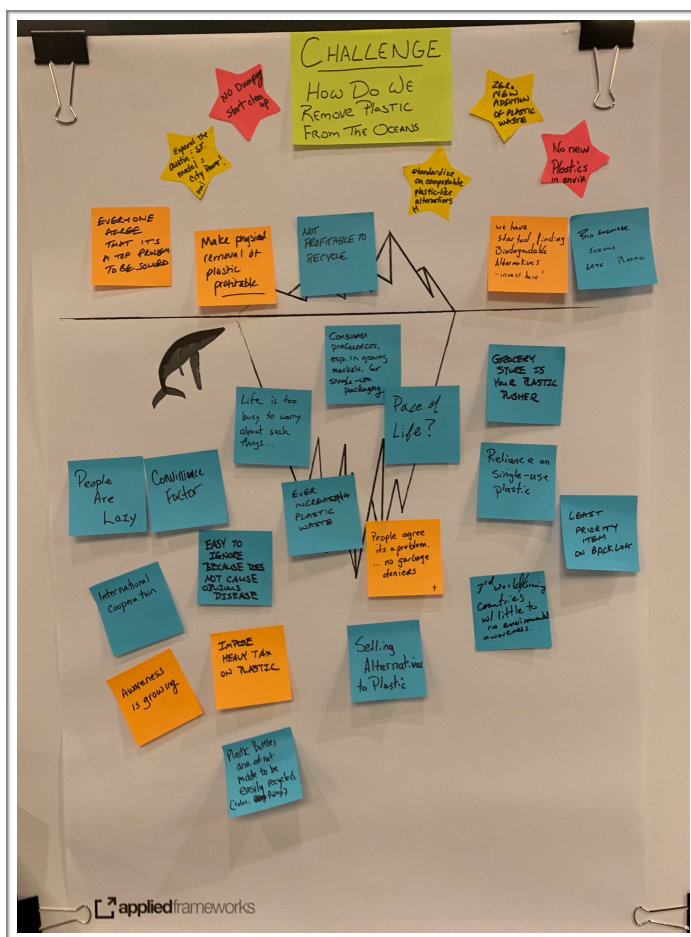 CHALLENGE
HOW DO WE
REMOVE PLASTIC
FROM THE OCEANS
NO Dumping
start clean
up
ZERO
NEW
ADDITION
OF PLASTIC
WASTE
Expand the
Austin
model
City
No new
Plastics
in envir
Standardize
on compostable
plastic-like
alternatives
EVERYONE
AGREE
THAT IT'S
A TOP PROBLEM
TO BE SOLVED
Make physical
removal of
plastic
profitable
NOT
PROFITABLE TO
RECYCLE
we have
started finding
Biodegradable
Alternatives
-invest here!
ENZYME
EATS PLASTIC
Consumer
preferences,
esp. in growing
markets, for
single-use
packaging
GROCERY
STORE IS
YOUR PLASTIC
PUSHER
Life is too
busy to worry
about such
things...
Pace of
Life?
People
Are
Lazy
Convinience
Factor
EVER
INCREASING
PLASTIC
WASTE
Reliance on
Single-use
plastic
LEAST
PRIORITY
ITEM
ON BACKLOG
EASY TO
IGNORE
BECAUSE DOES
NOT CAUSE
OBVIOUS
DISEASE
People agree
its a problem.
... no garbage
deniers
+
International
cooperation
3rd world
countries
w/ little to
no environmental
awareness.
Awareness
is growing
IMPOSE
HEAVY TAX
ON PLASTIC
Selling
Alternatives
to Plastic
Plastic Bottles
are not
made to be
easily recycled
(color, Pump)
appliedframeworks